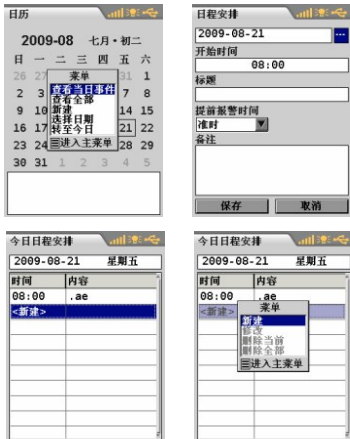 日历
2009-08 七月·初二
日 一 二 三 四 五 六
26 27 31 1
菜单
2 3 7 8
查看当日事件
查看全部
9 10 14 15
新建
选择日期
16 17 21 22
转至今日
23 24 28 29
进入主菜单
30 31 1 2 3 4 5
日程安排
2009-08-21
开始时间
08:00
标题
提前报警时间
准时
备注
保存 取消
今日日程安排
2009-08-21 星期五
时间 内容
08:00 .ae
<新建>
今日日程安排
2009-08-21 星期五
时间 内容
08:00 .ae
<新建>
菜单
新建
修改
删除当前
删除全部
进入主菜单